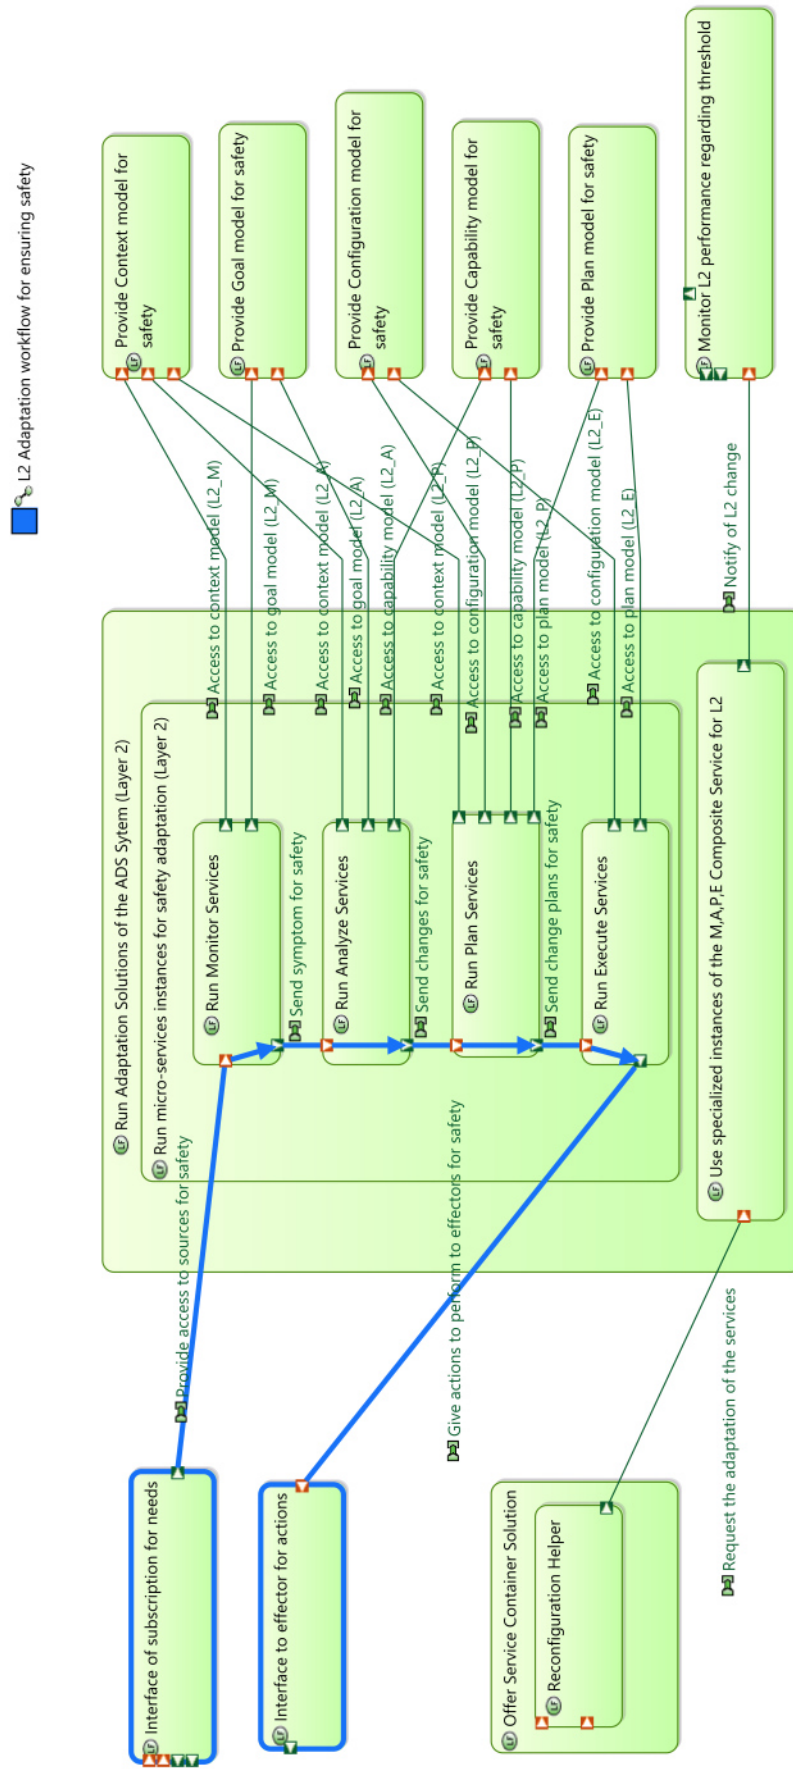 L2 Adaptation workflow for ensuring safety
Interface of subscription for needs
Interface to effector for actions
Offer Service Container Solution
Reconfiguration Helper
Provide access to sources for safety
Give actions to perform to effectors for safety
Request the adaptation of the services
Run Adaptation Solutions of the ADS Sytem (Layer 2)
Run micro-services instances for safety adaptation (Layer 2)
Run Monitor Services
Send symptom for safety
Run Analyze Services
Send changes for safety
Run Plan Services
Send change plans for safety
Run Execute Services
Use specialized instances of the M,A,P,E Composite Service for L2
Access to context model (L2_M)
Access to goal model (L2_M)
Access to context model (L2_A)
Access to goal model (L2_A)
Access to capability model (L2_A)
Access to context model (L2_P)
Access to configuration model (L2_P)
Access to capability model (L2_P)
Access to plan model (L2_P)
Access to configuration model (L2_E)
Access to plan model (L2_E)
Notify of L2 change
Provide Context model for
safety
Provide Goal model for safety
Provide Configuration model for
safety
Provide Capability model for
safety
Provide Plan model for safety
Monitor L2 performance regarding threshold